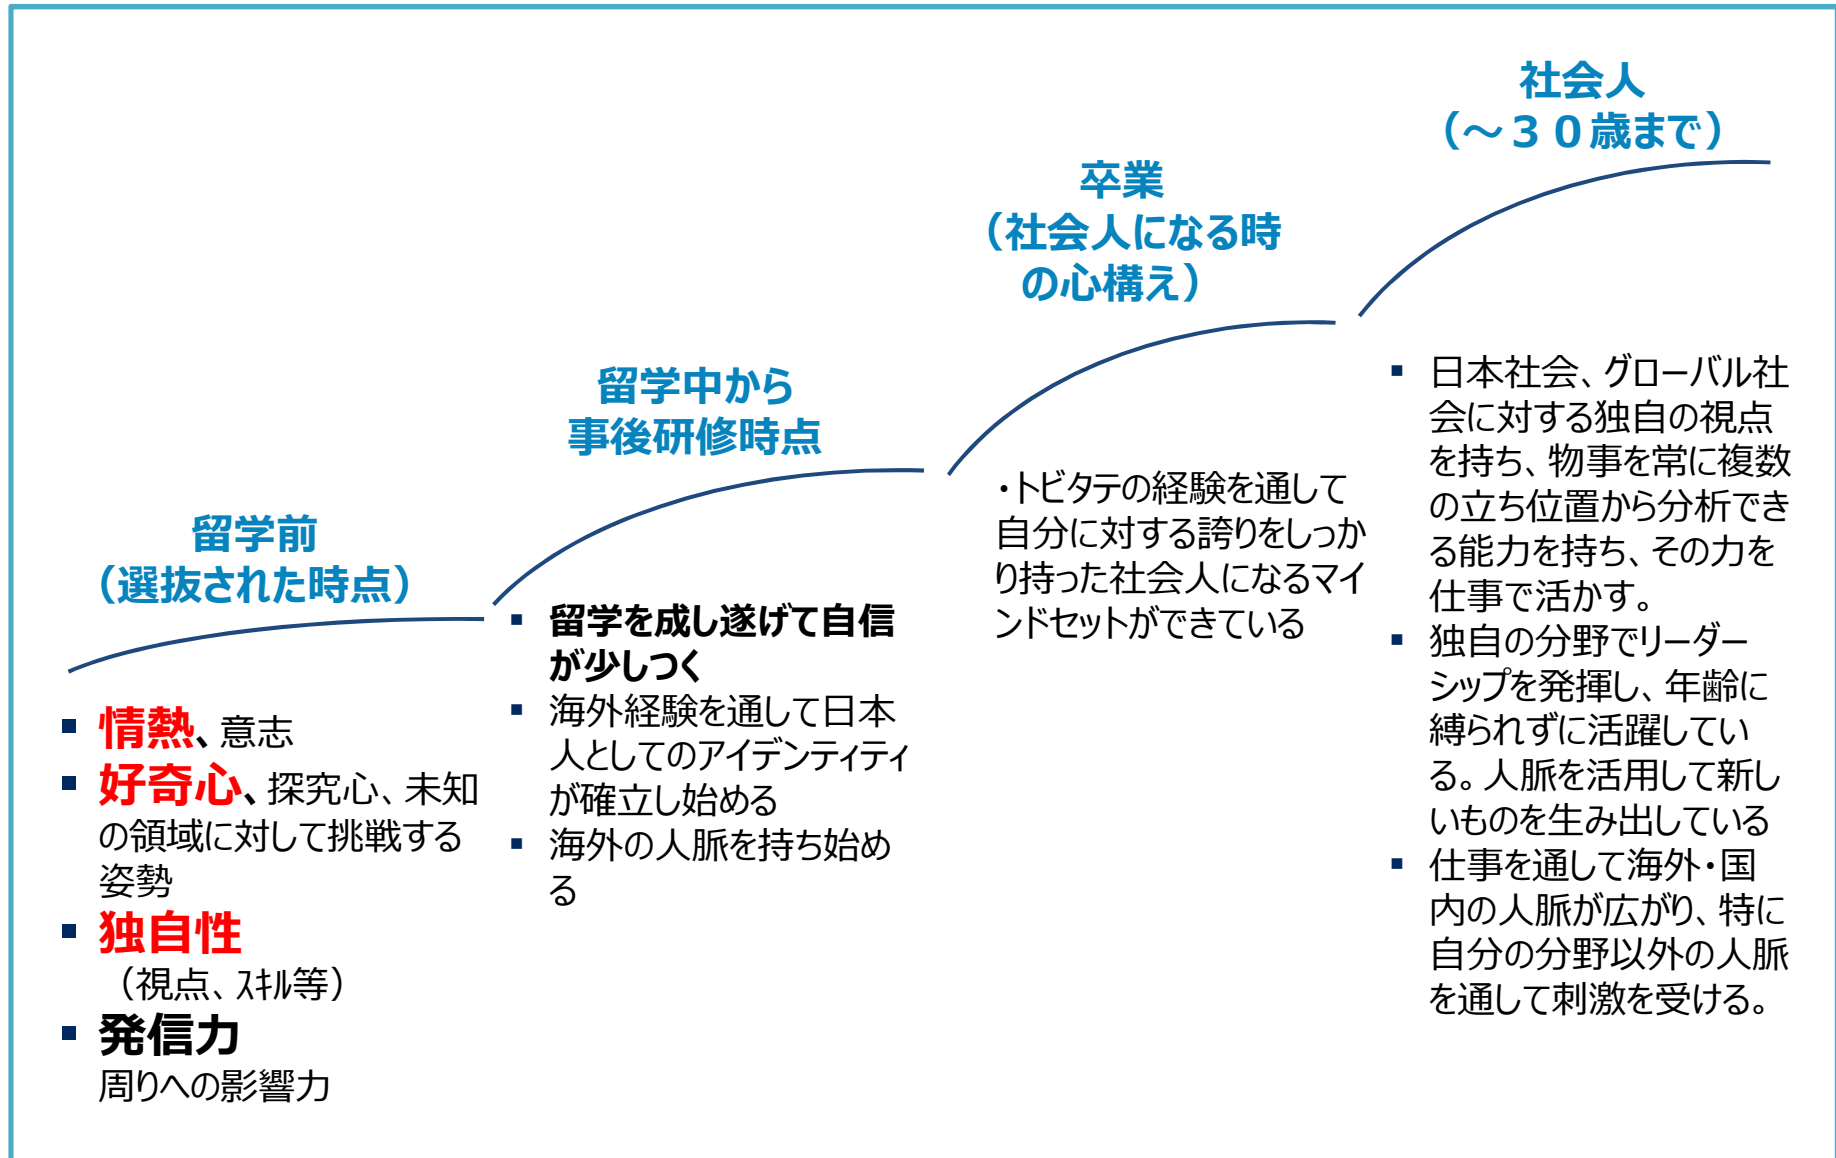 留学前
（選抜された時点）
▪ 情熱、意志
▪ 好奇心、探究心、未知
の領域に対して挑戦する
姿勢
▪ 独自性
（視点、ｽｷﾙ等）
▪ 発信力
周りへの影響力
留学中から
事後研修時点
▪ 留学を成し遂げて自信
が少しつく
▪ 海外経験を通して日本
人としてのアイデンティティ
が確立し始める
▪ 海外の人脈を持ち始め
る
卒業
（社会人になる時
の心構え）
・トビタテの経験を通して
自分に対する誇りをしっか
り持った社会人になるマイ
ンドセットができている
社会人
（～３０歳まで）
▪ 日本社会、グローバル社
会に対する独自の視点
を持ち、物事を常に複数
の立ち位置から分析でき
る能力を持ち、その力を
仕事で活かす。
▪ 独自の分野でリーダー
シップを発揮し、年齢に
縛られずに活躍してい
る。人脈を活用して新し
いものを生み出している
▪ 仕事を通して海外・国
内の人脈が広がり、特に
自分の分野以外の人脈
を通して刺激を受ける。